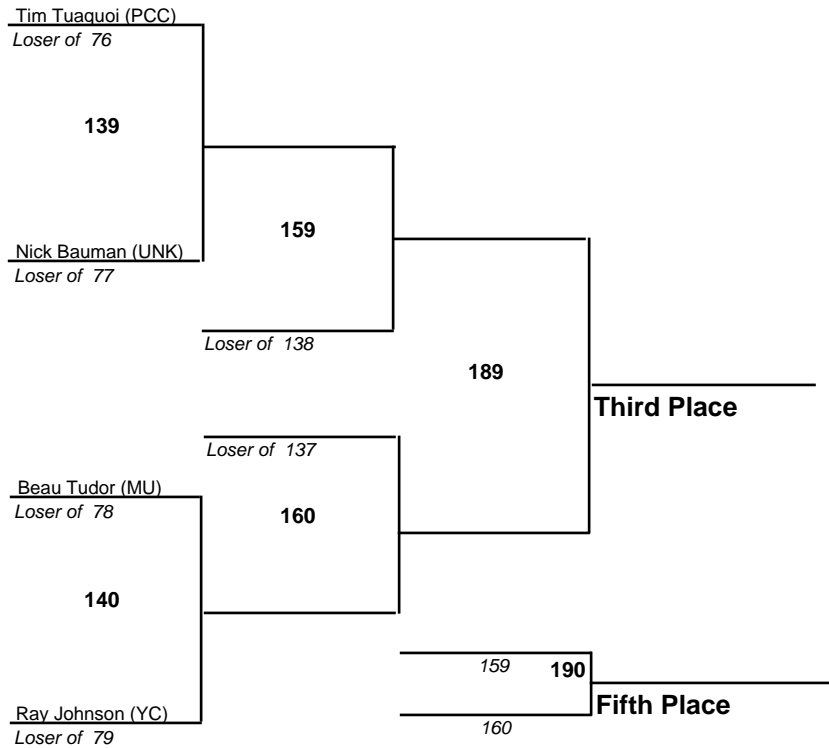 Tim Tuaquoi (PCC)
Loser of 76
139
159
Nick Bauman (UNK)
Loser of 77
Loser of 138
189
Third Place
Loser of 137
Beau Tudor (MU)
Loser of 78
160
140
159 190
Fifth Place
Ray Johnson (YC)
160
Loser of 79